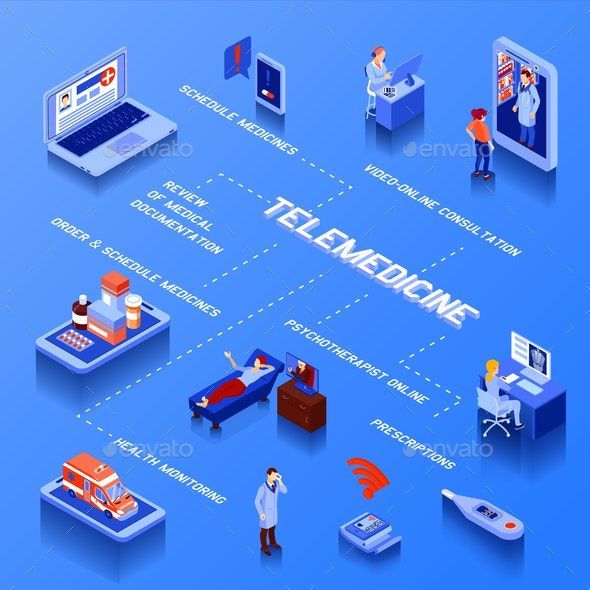 SCHEDULE MEDICINES
VIDEO-ONLINE CONSULTATION
REVIEW
OF MEDICAL
DOCUMENTATION
TELEMEDICINE
ORDER & SCHEDULE MEDICINES
PSYCHOTHERAPIST ONLINE
PRESCRIPTIONS
HEALTH MONITORING
envato
envato
envato
envato
envato
envato